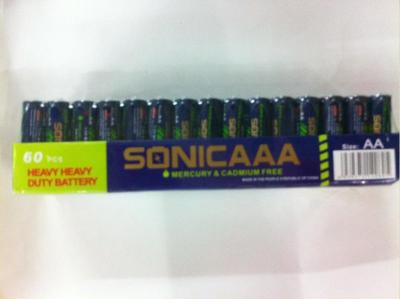 60 PCS
HEAVY HEAVY
DUTY BATTERY
SONICAAA
MERCURY & CADMIUM FREE
MADE IN THE PEOPLE'S REPUBLIC OF CHINA
Size: AA